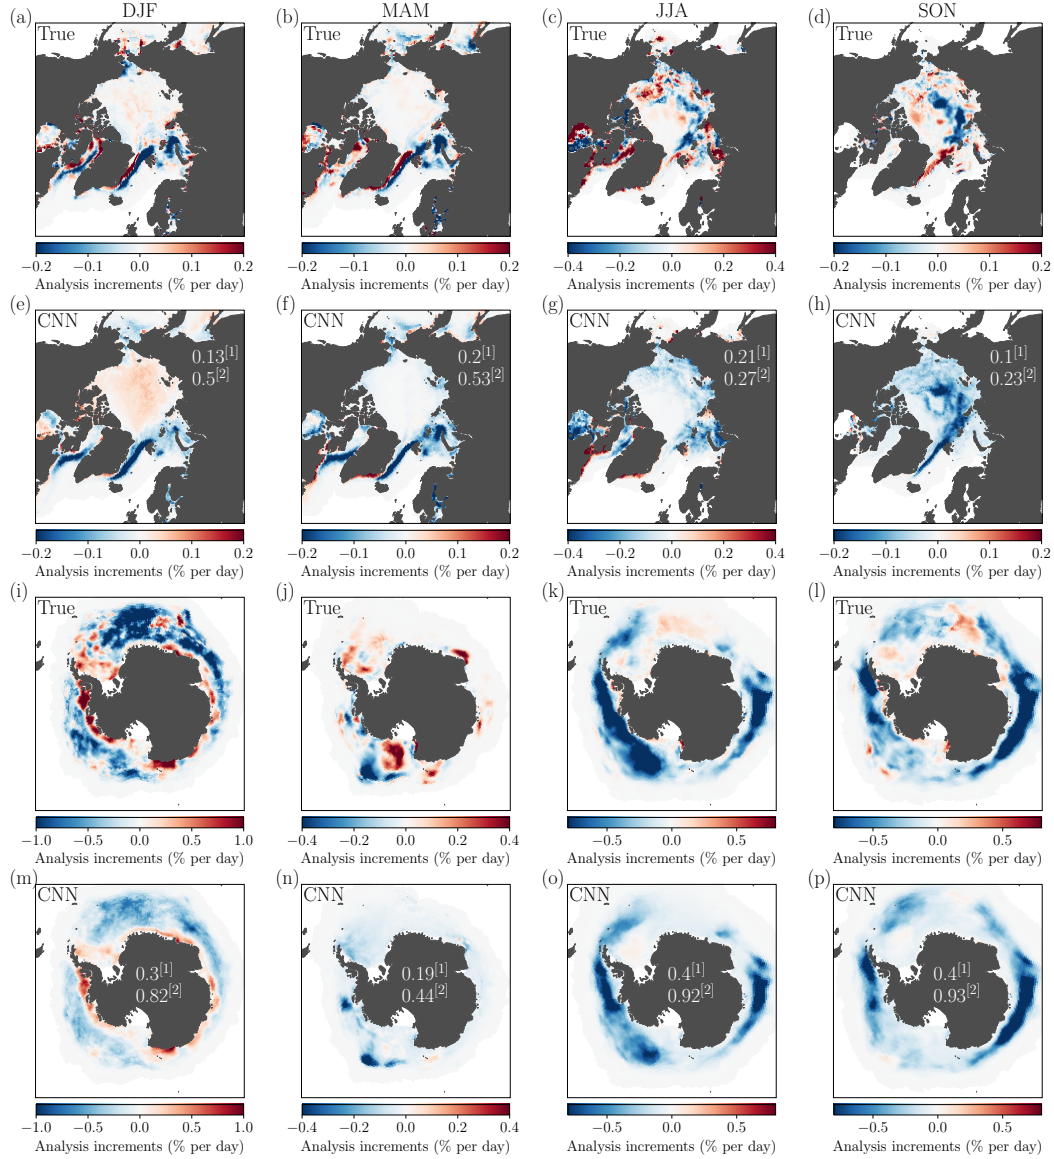 DJF MAM JJA SON
(a) (b) (c) (d)
True True True True
−0.2 −0.1 0.0 0.1 0.2 −0.2 −0.1 0.0 0.1 0.2 −0.4 −0.2 0.0 0.2 0.4 −0.2 −0.1 0.0 0.1 0.2
Analysis increments (% per day) Analysis increments (% per day) Analysis increments (% per day) Analysis increments (% per day)
(e) (f) (g) (h)
CNN CNN CNN CNN
0.13[1] 0.2[1] 0.21[1] 0.1[1]
0.5[2] 0.53[2] 0.27[2] 0.23[2]
−0.2 −0.1 0.0 0.1 0.2 −0.2 −0.1 0.0 0.1 0.2 −0.4 −0.2 0.0 0.2 0.4 −0.2 −0.1 0.0 0.1 0.2
Analysis increments (% per day) Analysis increments (% per day) Analysis increments (% per day) Analysis increments (% per day)
(i) (j) (k) (l)
True True True True
−1.0 −0.5 0.0 0.5 1.0 −0.4 −0.2 0.0 0.2 0.4 −0.5 0.0 0.5 −0.5 0.0 0.5
Analysis increments (% per day) Analysis increments (% per day) Analysis increments (% per day) Analysis increments (% per day)
(m) (n) (o) (p)
CNN CNN CNN CNN
0.3[1] 0.19[1] 0.4[1] 0.4[1]
0.82[2] 0.44[2] 0.92[2] 0.93[2]
−1.0 −0.5 0.0 0.5 1.0 −0.4 −0.2 0.0 0.2 0.4 −0.5 0.0 0.5 −0.5 0.0 0.5
Analysis increments (% per day) Analysis increments (% per day) Analysis increments (% per day) Analysis increments (% per day)